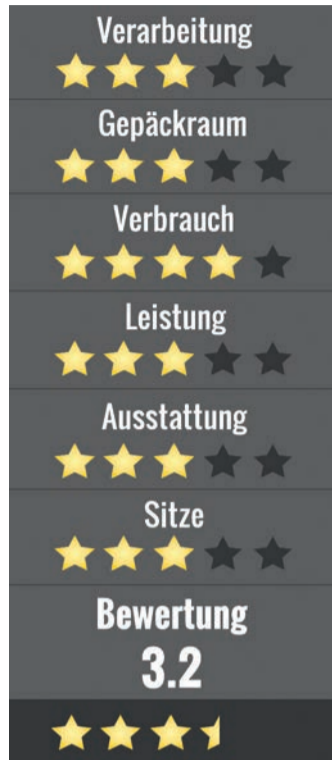 Verarbeitung
Gepäckraum
Verbrauch
Leistung
Ausstattung
Sitze
Bewertung
3.2